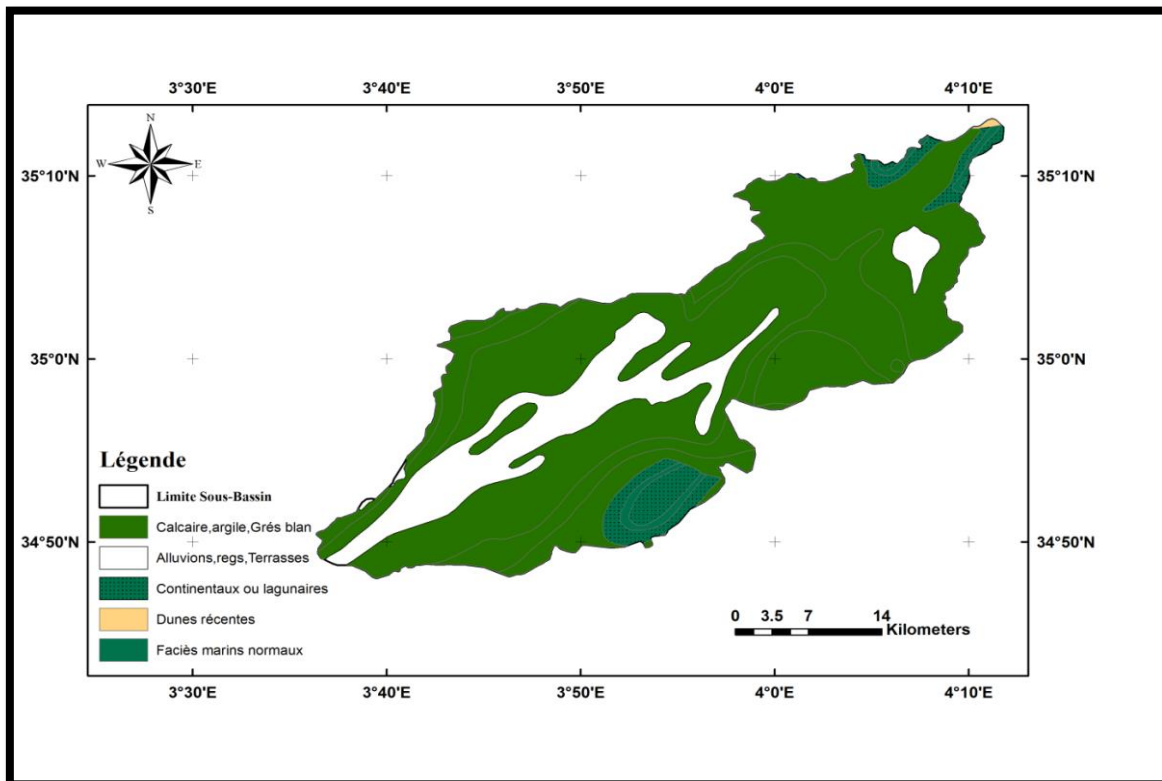 3°30'E 3°40'E 3°50'E 4°0'E 4°10'E
N
W E
S
35°10'N 35°10'N
35°0'N 35°0'N
Légende
Limite Sous-Bassin
Calcaire,argile,Grés blan
34°50'N 34°50'N
Alluvions,regs,Terrasses
Continentaux ou lagunaires
Dunes récentes
Faciès marins normaux
0 3.5 7 14
Kilometers
3°30'E 3°40'E 3°50'E 4°0'E 4°10'E